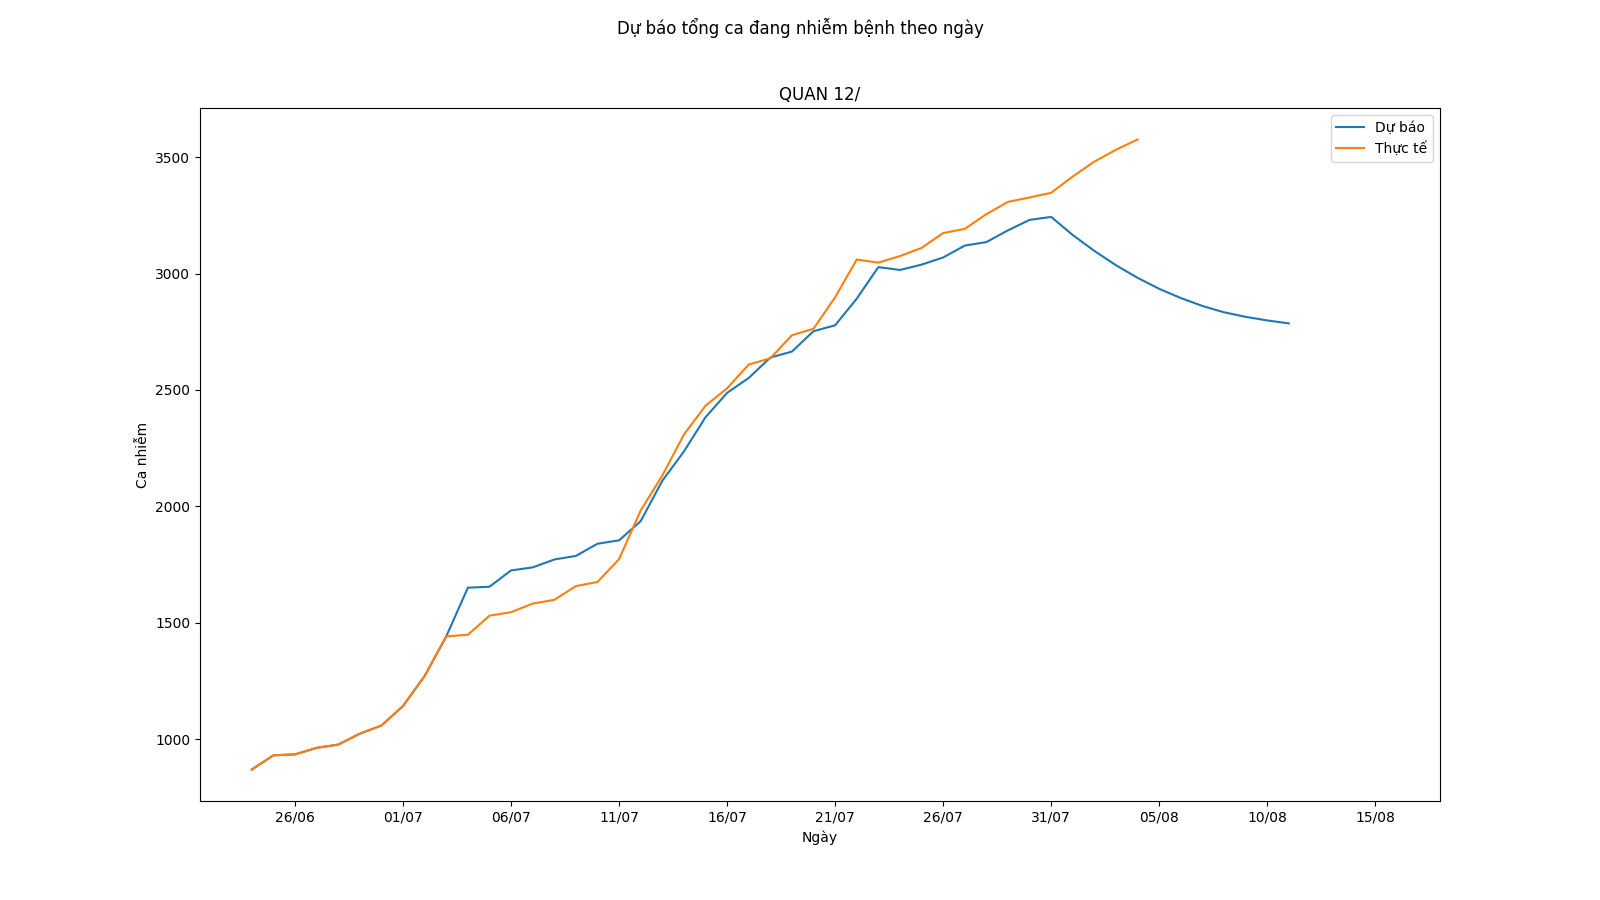 Dự báo tổng ca đang nhiễm bệnh theo ngày
QUAN 12/
Dự báo
Thực tế
3500
3000
2500
2000
1500
1000
Ca nhiễm
26/06
01/07
06/07
11/07
16/07
21/07
26/07
31/07
05/08
10/08
15/08
Ngày